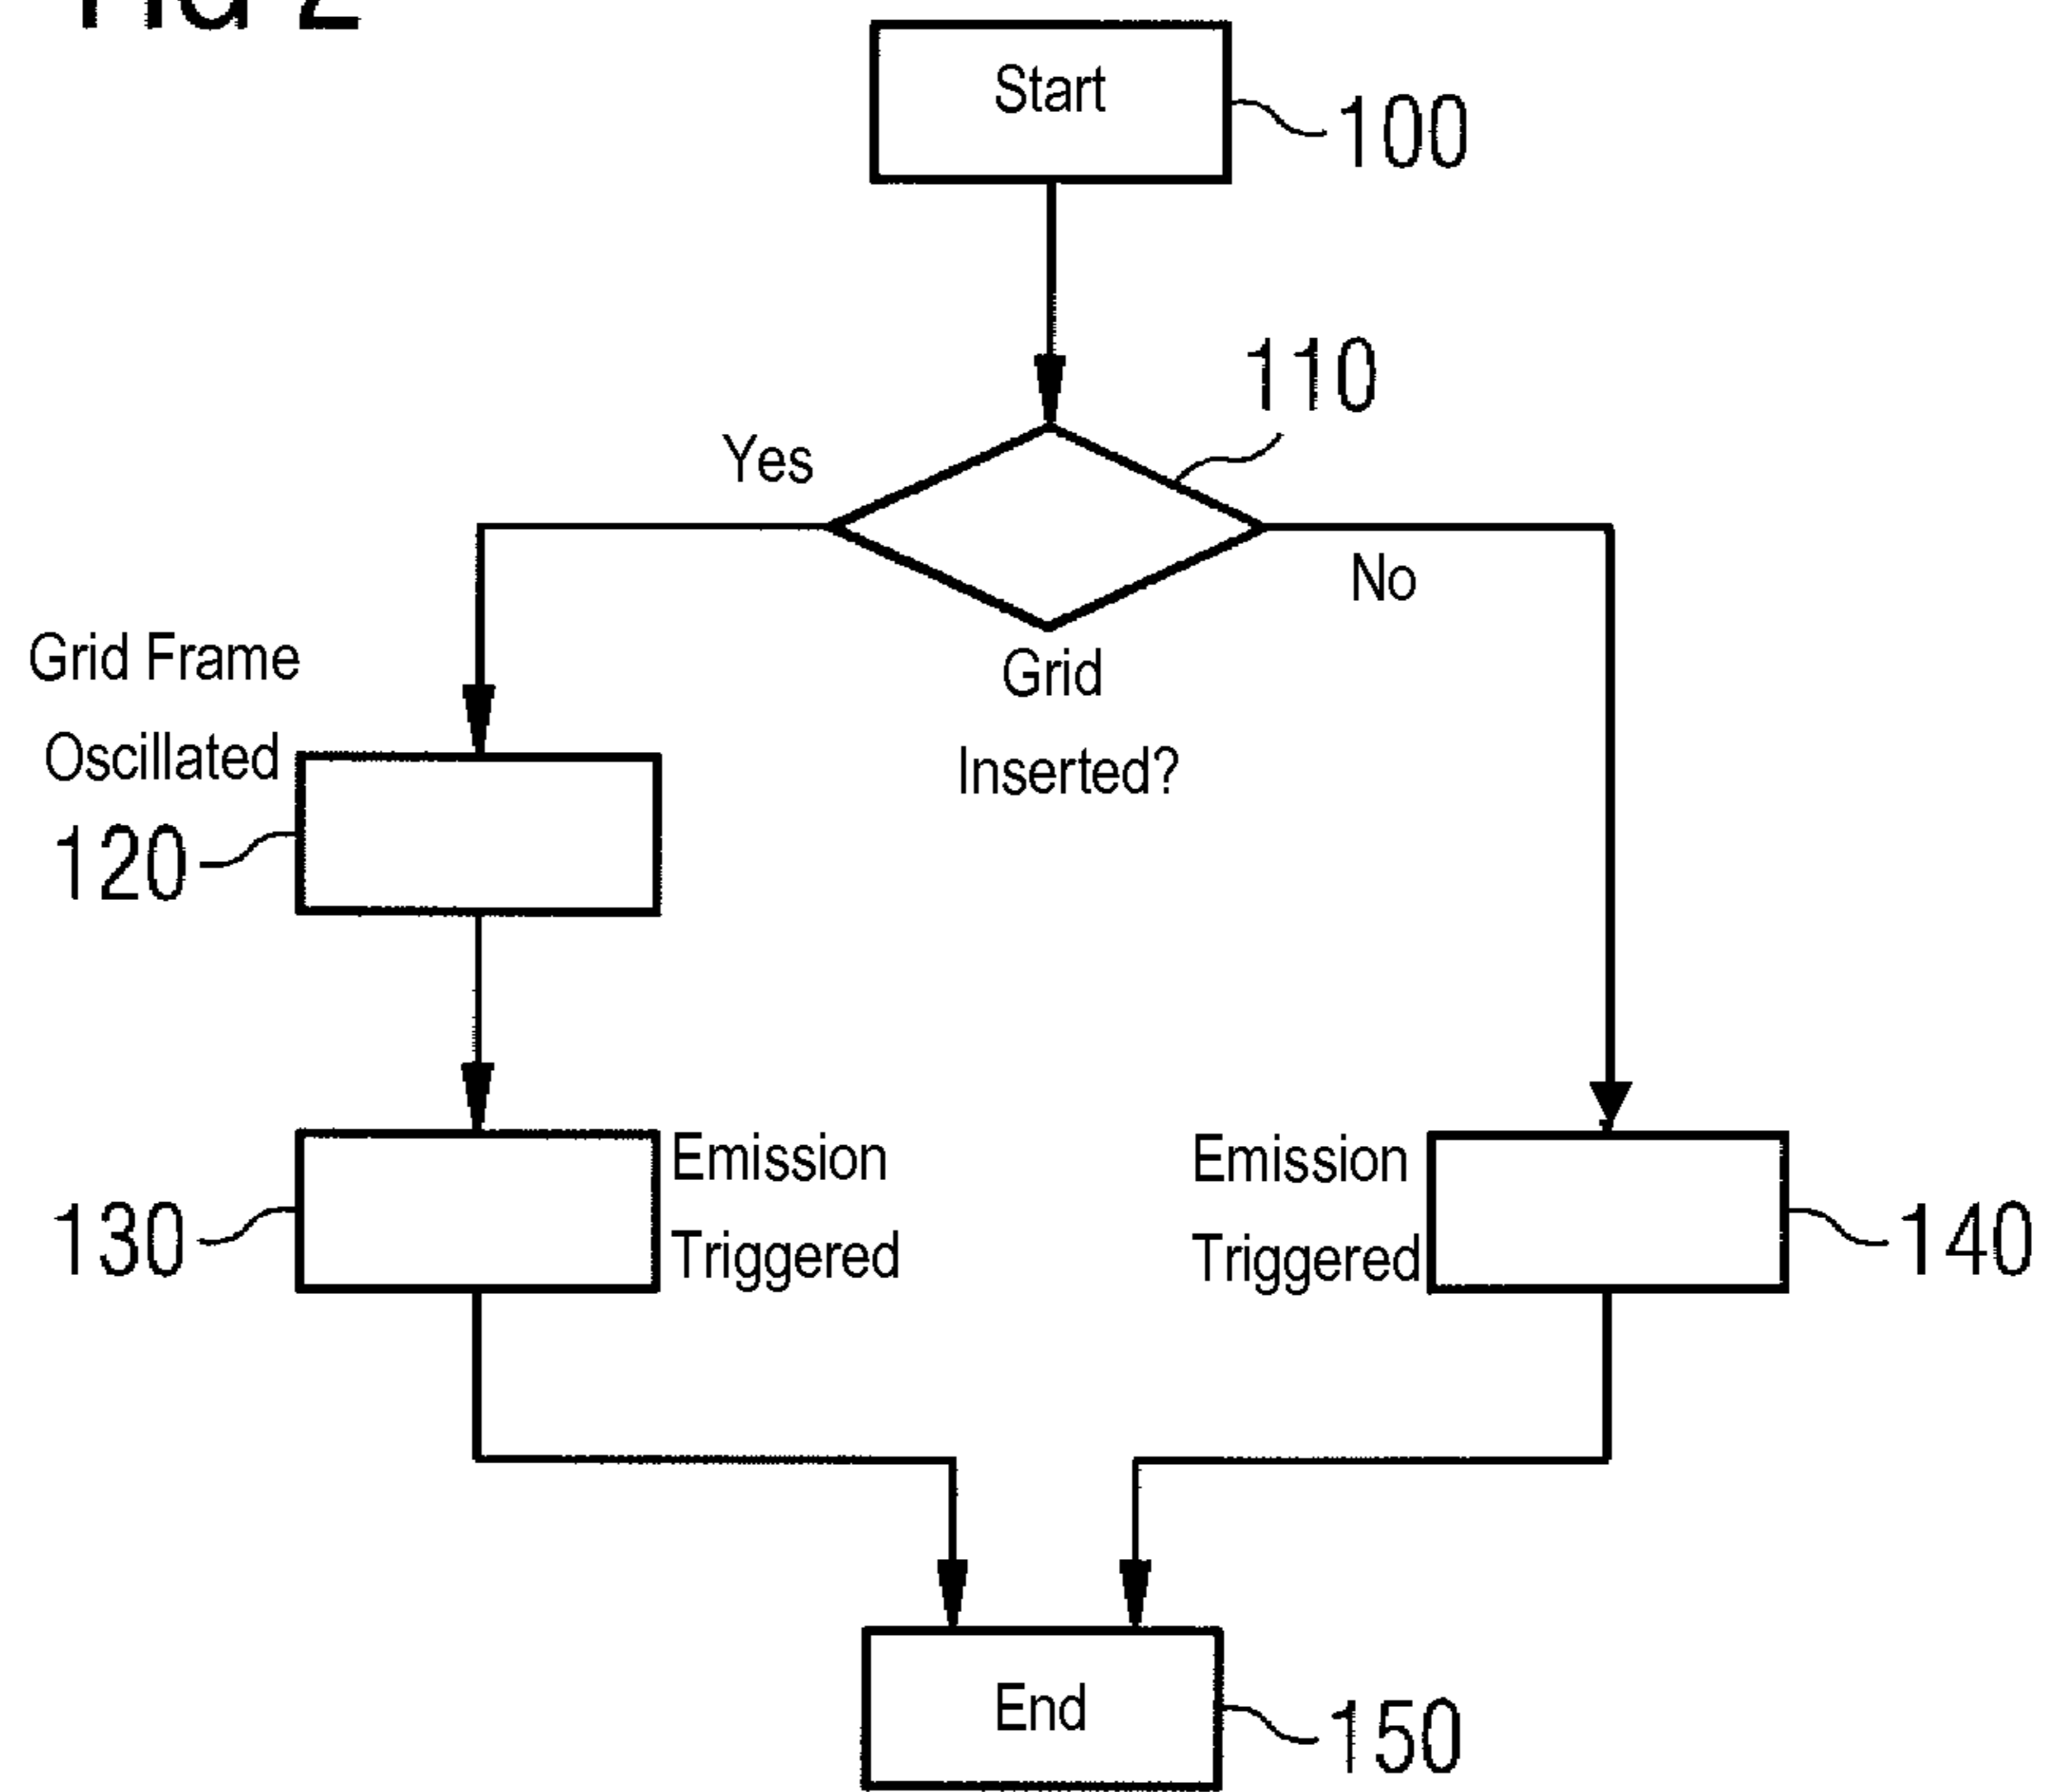 Start
100
110
Yes
No
Grid Frame
Oscillated
Grid
Inserted?
120
Emission
Triggered
130
Emission
Triggered
140
End
150